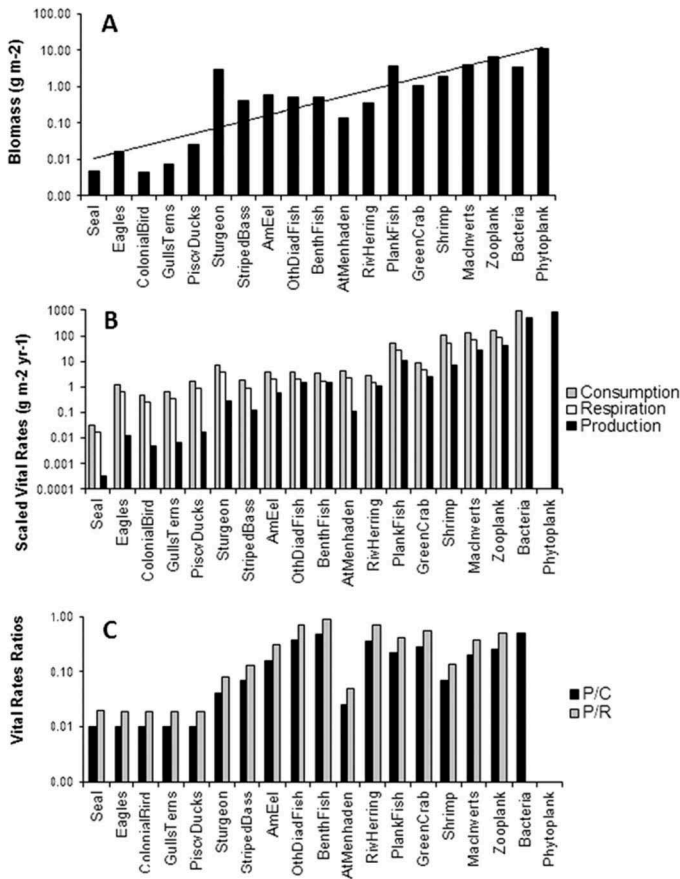 A
Biomass (g m-2)
100.00
10.00
1.00
0.10
0.01
0.00
Seal
Eagles
ColonialBird
GullsTerns
PiscvDucks
Sturgeon
StripedBass
AmEel
OthDiadFish
BenthFish
AtMenhaden
RivHerring
PlankFish
GreenCrab
Shrimp
MacInverts
Zooplank
Bacteria
Phytoplank
B
Scaled Vital Rates (g m-2 yr-1)
1000
100
10
1
0.1
0.01
0.001
0.0001
Consumption
Respiration
Production
Seal
Eagles
ColonialBird
GullsTerns
PiscvDucks
Sturgeon
StripedBass
AmEel
OthDiadFish
BenthFish
AtMenhaden
RivHerring
PlankFish
GreenCrab
Shrimp
MacInverts
Zooplank
Bacteria
Phytoplank
C
Vital Rates Ratios
1.00
0.10
0.01
0.00
P/C
P/R
Seal
Eagles
ColonialBird
GullsTerns
PiscvDucks
Sturgeon
StripedBass
AmEel
OthDiadFish
BenthFish
AtMenhaden
RivHerring
PlankFish
GreenCrab
Shrimp
MacInverts
Zooplank
Bacteria
Phytoplank